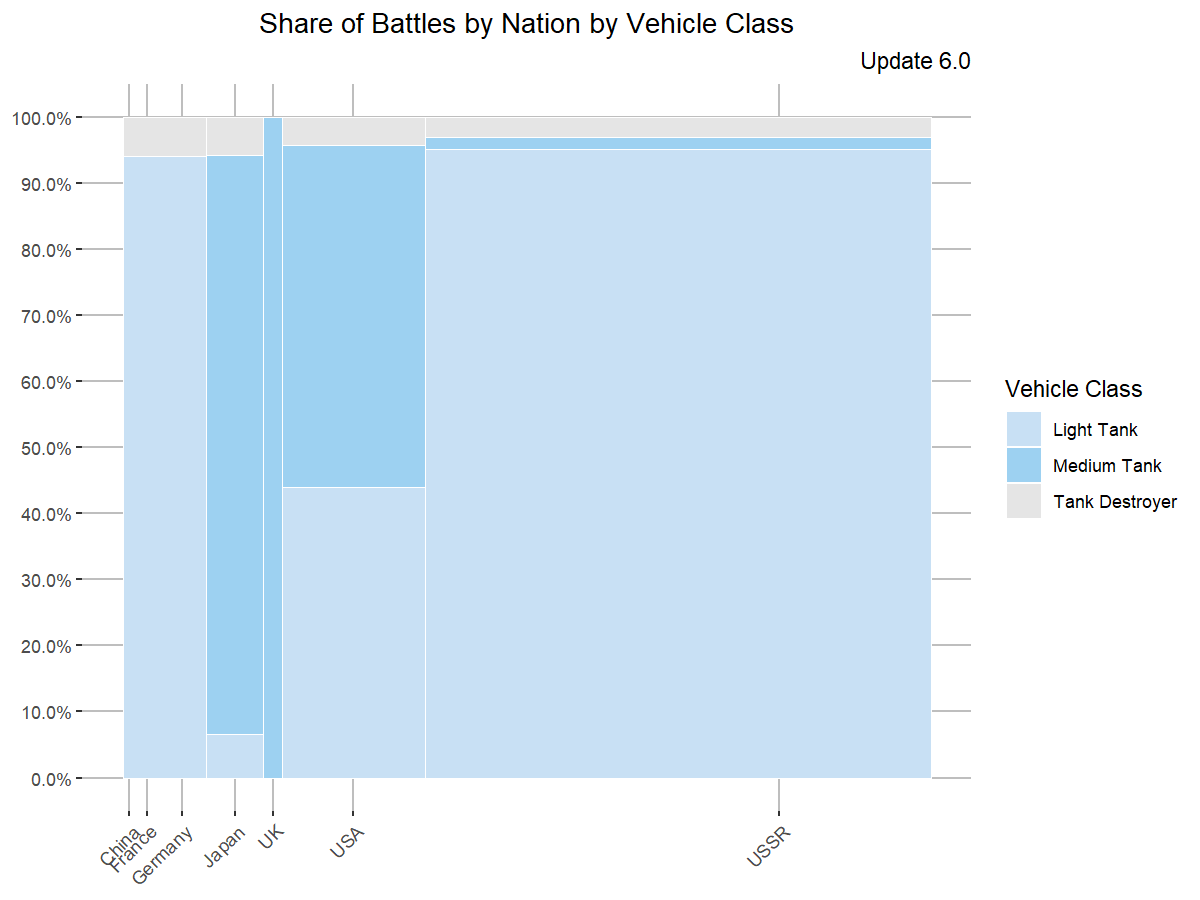 Share of Battles by Nation by Vehicle Class
Update 6.0
100.0%
90.0%
80.0%
70.0%
60.0%
50.0%
40.0%
30.0%
20.0%
10.0%
0.0%
China
France
Germany
Japan
UK
USA
USSR
Vehicle Class
Light Tank
Medium Tank
Tank Destroyer